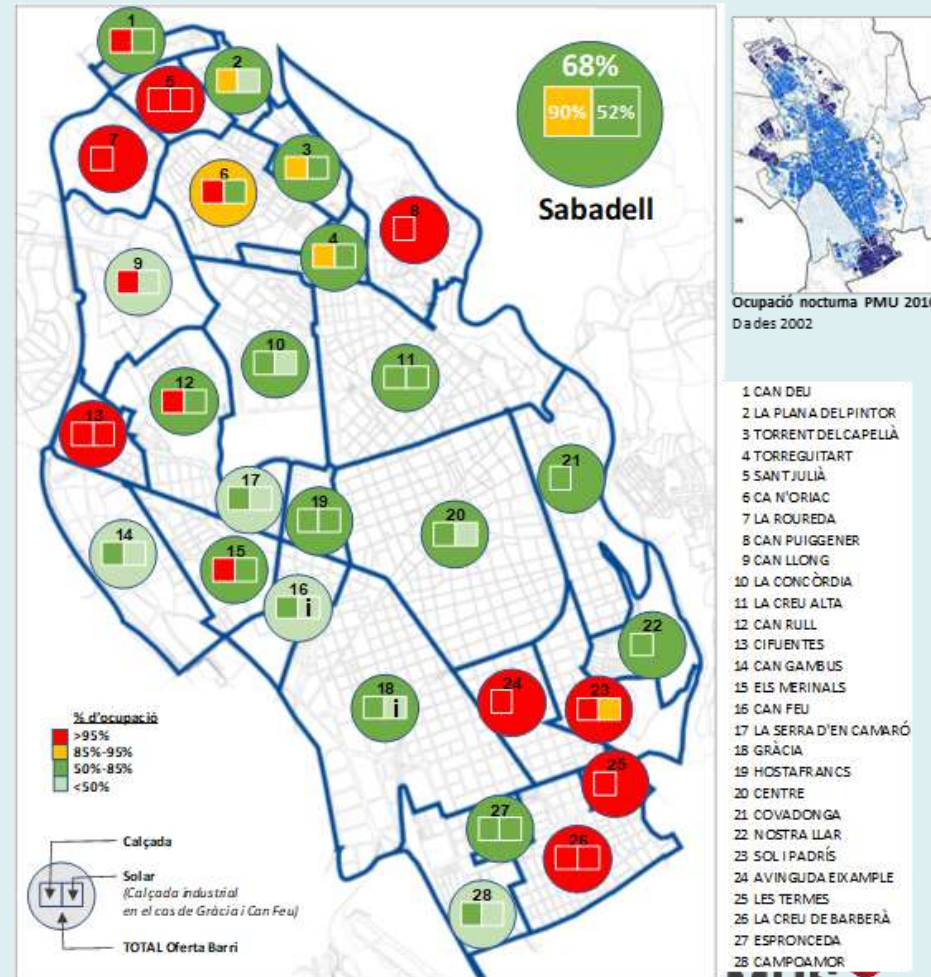 1
2
5
7
3
6
8
4
9
10
11
12
13
21
17
19
20
14
15
16
i
22
18
i
24
23
25
27
26
28
68%
90%
52%
Sabadell
% d'ocupació
>95%
85%-95%
50%-85%
<50%
Calçada
Solar
(Calçada industrial
en el cas de Gràcia i Can Feu)
TOTAL Oferta Barri
Ocupació nocturna PMU 2016
Dades 2002
1 CAN DEU
2 LA PLANA DEL PINTOR
3 TORRENT DEL CAPELLÀ
4 TORREGUITART
5 SANT JULIÀ
6 CA N'ORIAC
7 LA ROUREDA
8 CAN PUIGGENER
9 CAN LLONG
10 LA CONCÒRDIA
11 LA CREU ALTA
12 CAN RULL
13 CIFUENTES
14 CAN GAMBUS
15 ELS MERINALS
16 CAN FEU
17 LA SERRA D'EN CAMARÓ
18 GRÀCIA
19 HOSTAFRANCS
20 CENTRE
21 COVADONGA
22 NOSTRA LLAR
23 SOL I PADRÍS
24 AVINGUDA EIXAMPLE
25 LES TERMES
26 LA CREU DE BARBERÀ
27 ESPRONCEDA
28 CAMPOAMOR